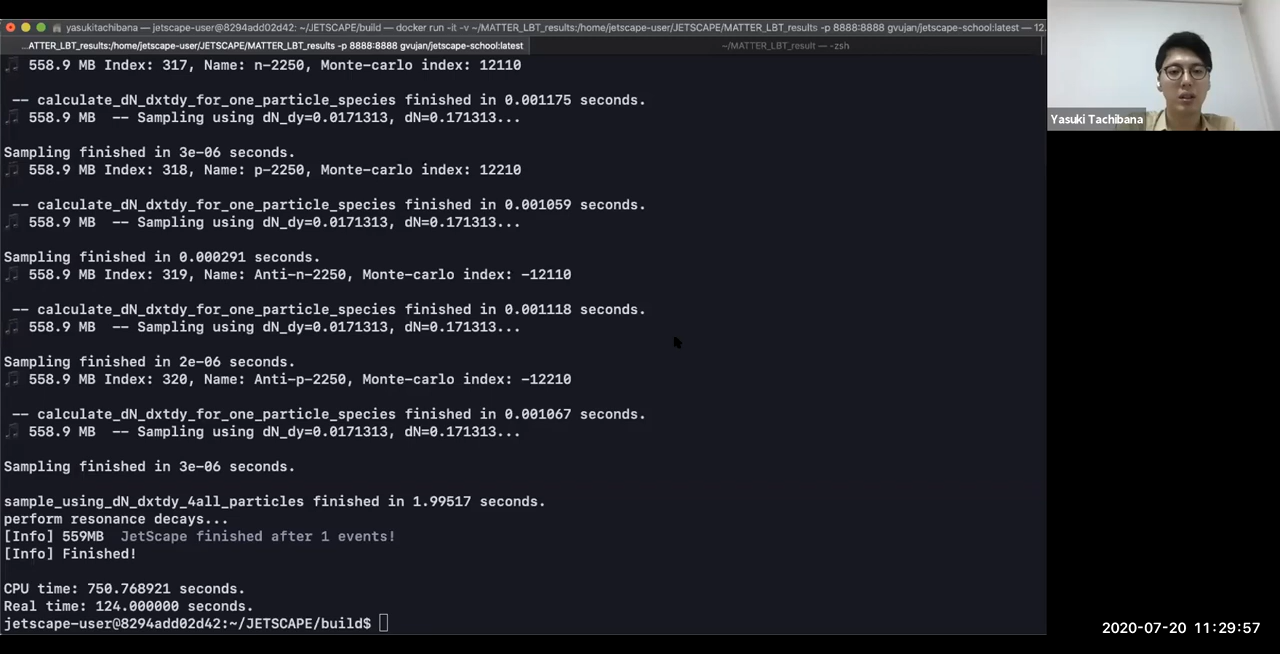 yasukitachibana — jetscape-user@8294add02d42: ~/JETSCAPE/build — docker run -it -v ~/MATTER_LBT_results:/home/jetscape-user/JETSCAPE/MATTER_LBT_results -p 8888:8888 gvujan/jetscape-school:latest — 12...
...ATTER_LBT_results:/home/jetscape-user/JETSCAPE/MATTER_LBT_results -p 8888:8888 gvujan/jetscape-school:latest
~/MATTER_LBT_result — -zsh
558.9 MB Index: 317, Name: n-2250, Monte-carlo index: 12110
-- calculate_dN_dxtdy_for_one_particle_species finished in 0.001175 seconds.
558.9 MB -- Sampling using dN_dy=0.0171313, dN=0.171313...
Sampling finished in 3e-06 seconds.
558.9 MB Index: 318, Name: p-2250, Monte-carlo index: 12210
-- calculate_dN_dxtdy_for_one_particle_species finished in 0.001059 seconds.
558.9 MB -- Sampling using dN_dy=0.0171313, dN=0.171313...
Sampling finished in 0.000291 seconds.
558.9 MB Index: 319, Name: Anti-n-2250, Monte-carlo index: -12110
-- calculate_dN_dxtdy_for_one_particle_species finished in 0.001118 seconds.
558.9 MB -- Sampling using dN_dy=0.0171313, dN=0.171313...
Sampling finished in 2e-06 seconds.
558.9 MB Index: 320, Name: Anti-p-2250, Monte-carlo index: -12210
-- calculate_dN_dxtdy_for_one_particle_species finished in 0.001067 seconds.
558.9 MB -- Sampling using dN_dy=0.0171313, dN=0.171313...
Sampling finished in 3e-06 seconds.
sample_using_dN_dxtdy_4all_particles finished in 1.99517 seconds.
perform resonance decays...
[Info] 559MB JetScape finished after 1 events!
[Info] Finished!
CPU time: 750.768921 seconds.
Real time: 124.000000 seconds.
jetscape-user@8294add02d42:~/JETSCAPE/build$
Yasuki Tachibana
2020-07-20 11:29:57